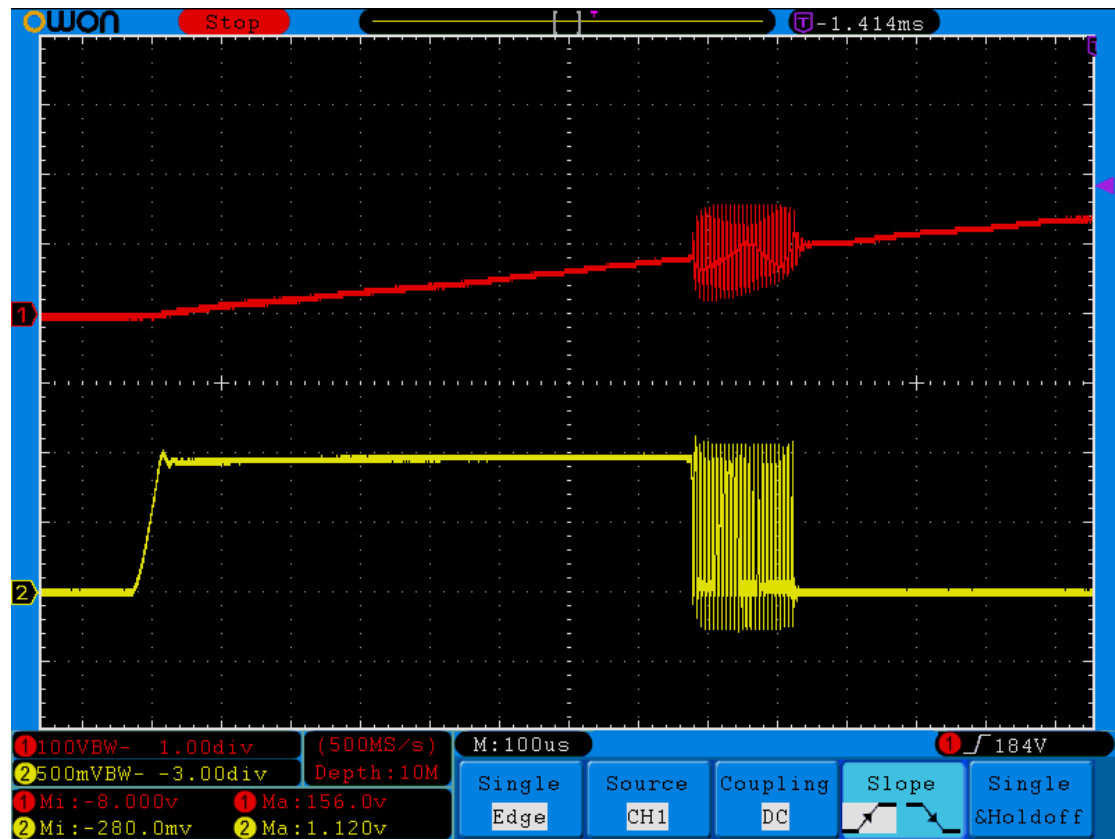 owon Stop T -1.414ms
T
T
1
2
1 100VBW- 1.00div (500MS/s) M:100us 1 184V
2 500mVBW- -3.00div Depth:10M
1 Mi:-8.000v 1 Ma:156.0v
2 Mi:-280.0mv 2 Ma:1.120v
Single Source Coupling Slope Single
Edge CH1 DC &Holdoff